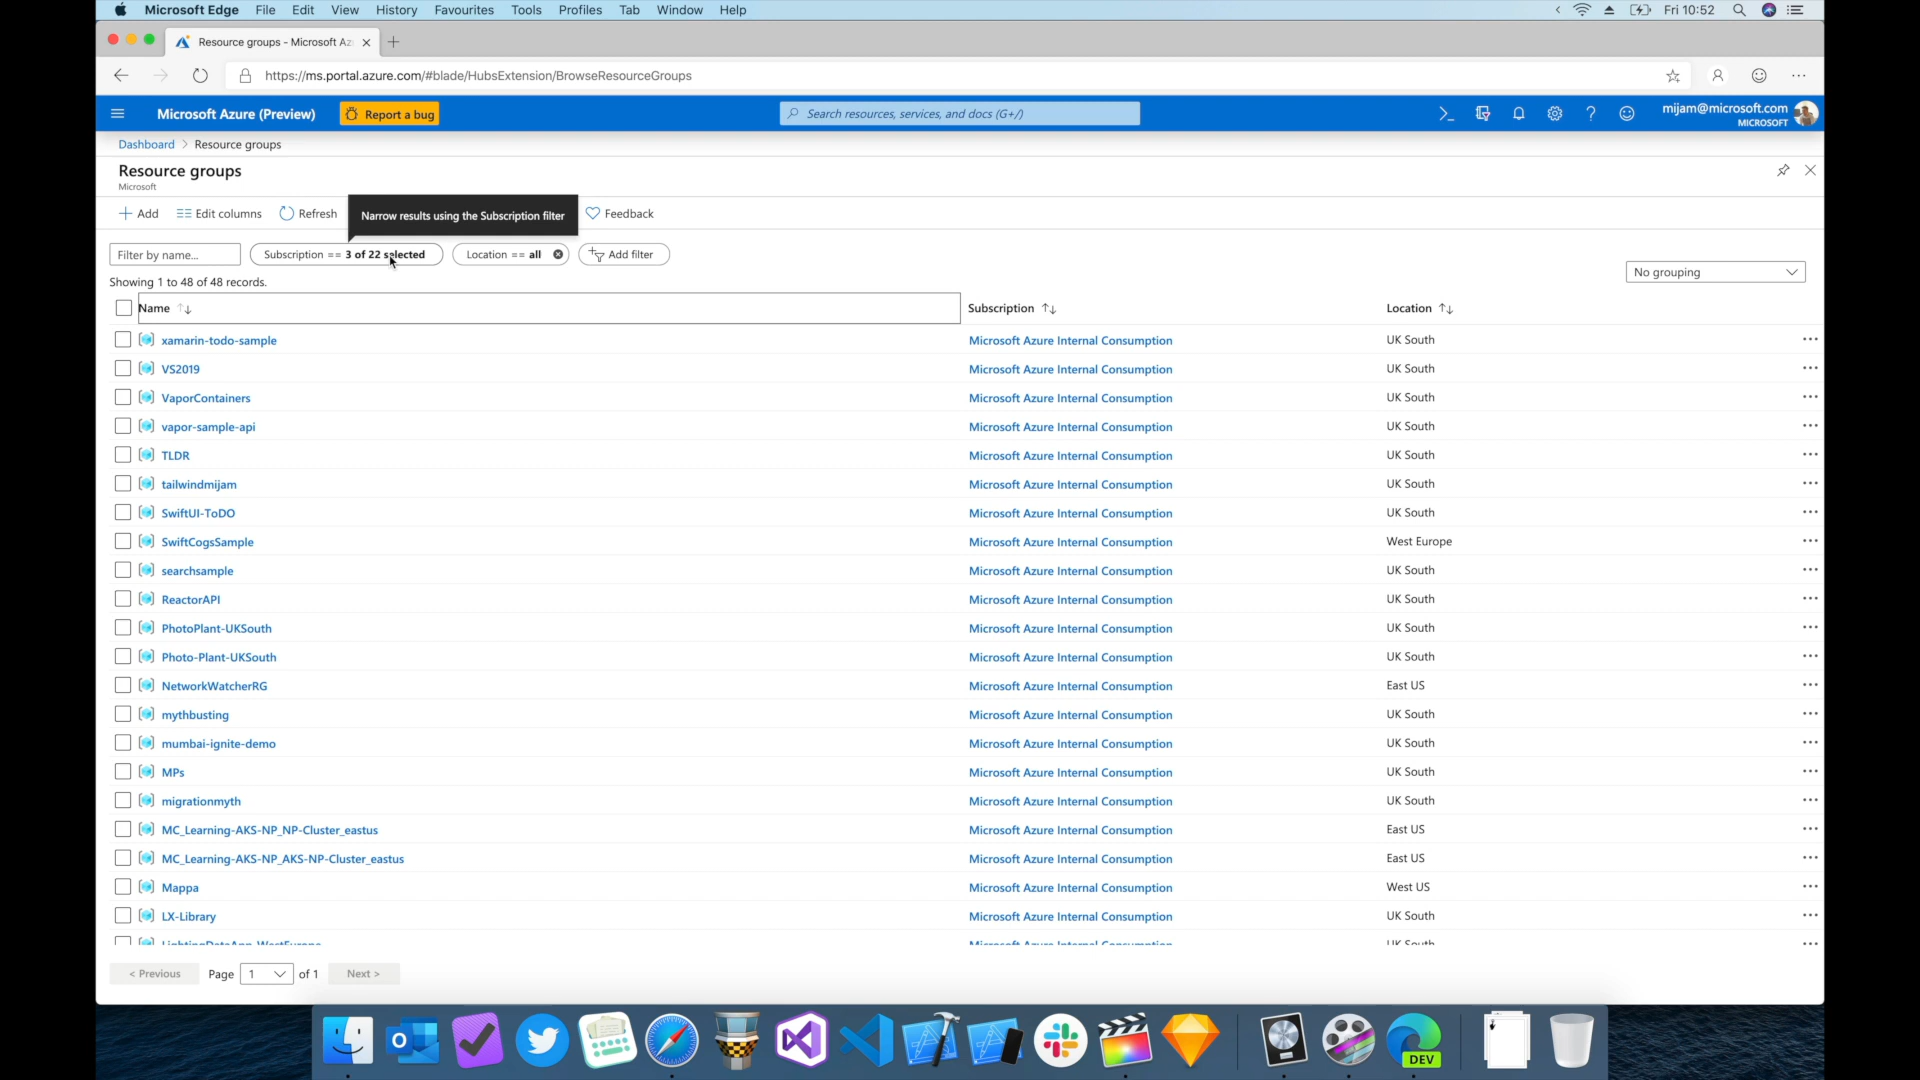 Microsoft Edge File Edit View History Favourites Tools Profiles Tab Window Help Fri 10:52
Resource groups - Microsoft Az
https://ms.portal.azure.com/#blade/HubsExtension/BrowseResourceGroups
Microsoft Azure (Preview) Report a bug Search resources, services, and docs (G+/) mijam@microsoft.com
MICROSOFT
Dashboard > Resource groups
Resource groups
Microsoft
Add Edit columns Refresh Narrow results using the Subscription filter Feedback
Filter by name... Subscription == 3 of 22 selected Location == all Add filter
Showing 1 to 48 of 48 records. No grouping
Name Subscription Location
xamarin-todo-sample Microsoft Azure Internal Consumption UK South
VS2019 Microsoft Azure Internal Consumption UK South
VaporContainers Microsoft Azure Internal Consumption UK South
vapor-sample-api Microsoft Azure Internal Consumption UK South
TLDR Microsoft Azure Internal Consumption UK South
tailwindmijam Microsoft Azure Internal Consumption UK South
SwiftUI-ToDO Microsoft Azure Internal Consumption UK South
SwiftCogsSample Microsoft Azure Internal Consumption West Europe
searchsample Microsoft Azure Internal Consumption UK South
ReactorAPI Microsoft Azure Internal Consumption UK South
PhotoPlant-UKSouth Microsoft Azure Internal Consumption UK South
Photo-Plant-UKSouth Microsoft Azure Internal Consumption UK South
NetworkWatcherRG Microsoft Azure Internal Consumption East US
mythbusting Microsoft Azure Internal Consumption UK South
mumbai-ignite-demo Microsoft Azure Internal Consumption UK South
MPs Microsoft Azure Internal Consumption UK South
migrationmyth Microsoft Azure Internal Consumption UK South
MC_Learning-AKS-NP_NP-Cluster_eastus Microsoft Azure Internal Consumption East US
MC_Learning-AKS-NP_AKS-NP-Cluster_eastus Microsoft Azure Internal Consumption East US
Mappa Microsoft Azure Internal Consumption West US
LX-Library Microsoft Azure Internal Consumption UK South
LightingDataApp-WestEurope Microsoft Azure Internal Consumption UK South
< Previous Page 1 of 1 Next >
DEV